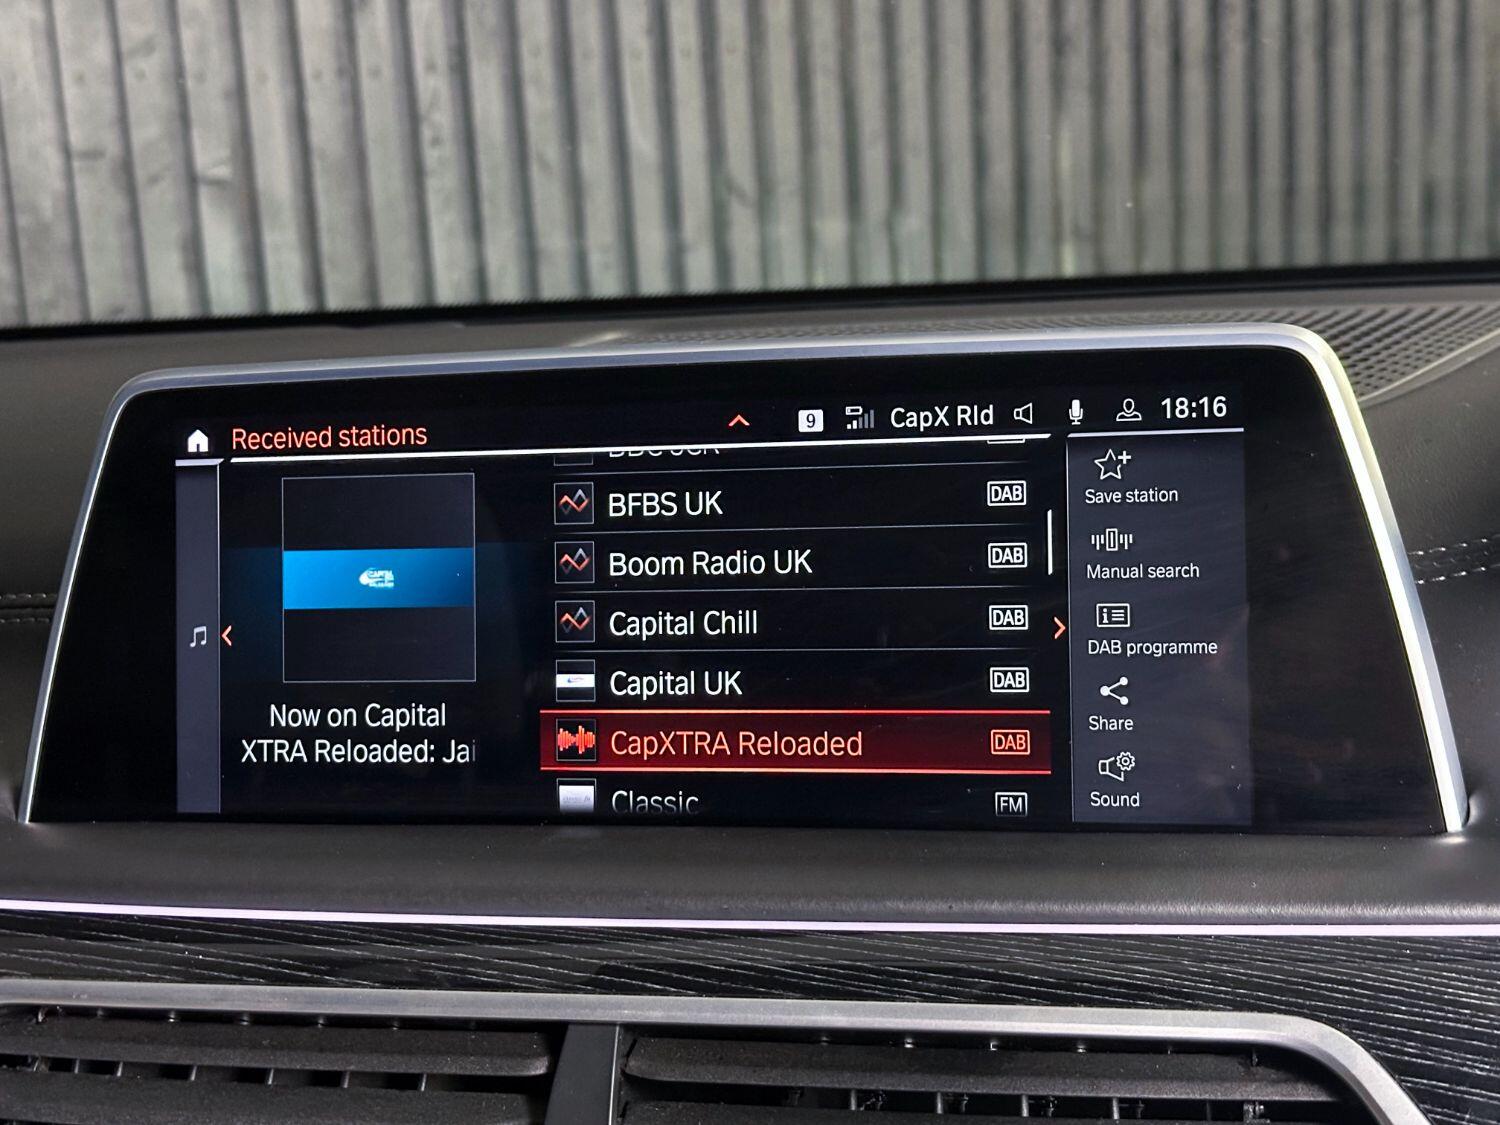 Received stations
9
CapX Rld
18:16
BFBS UK
DAB
Boom Radio UK
DAB
Capital Chill
DAB
Capital UK
DAB
CapXTRA Reloaded
DAB
Classic
FM
Now on Capital
XTRA Reloaded: Jai
Save station
Manual search
DAB programme
Share
Sound